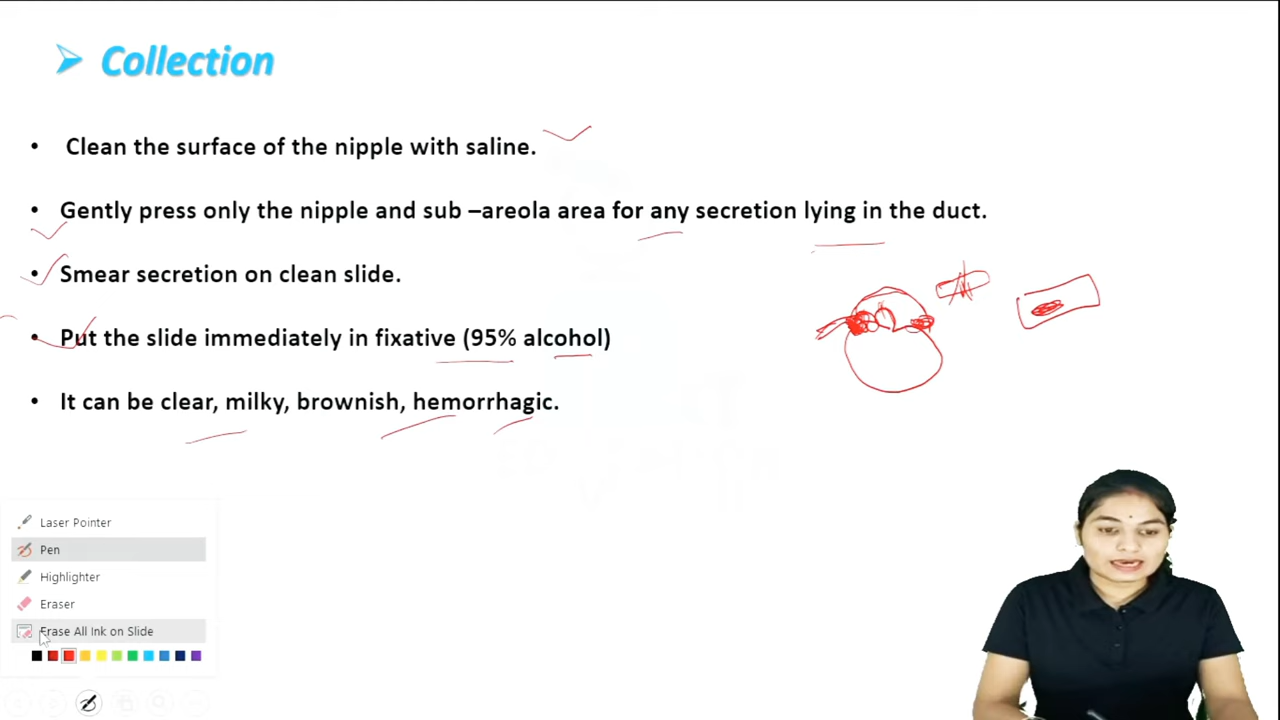 Collection
• Clean the surface of the nipple with saline.
• Gently press only the nipple and sub –areola area for any secretion lying in the duct.
• Smear secretion on clean slide.
• Put the slide immediately in fixative (95% alcohol)
• It can be clear, milky, brownish, hemorrhagic.
Laser Pointer
Pen
Highlighter
Eraser
Erase All Ink on Slide